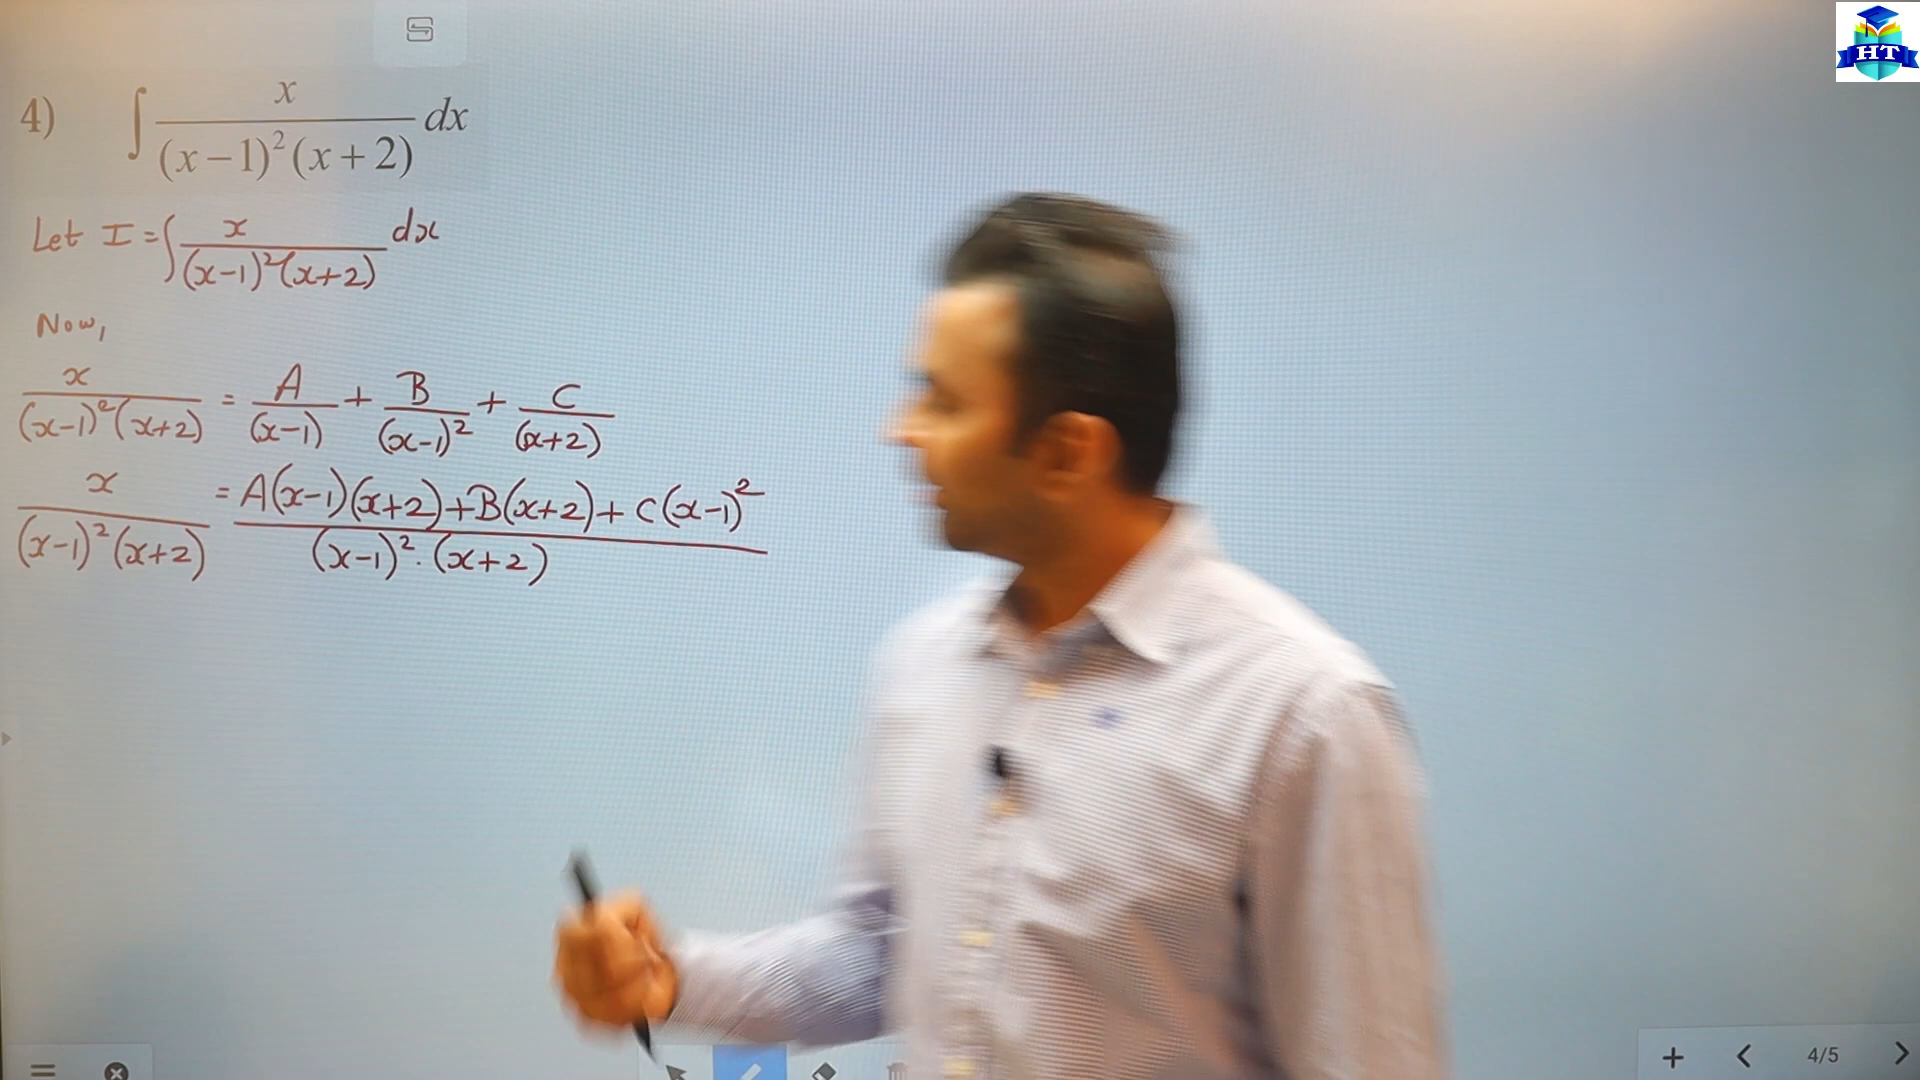 4) ∫ x / (x−1)²(x+2) dx
Let I = ∫ x / (x−1)²(x+2) dx
Now,
x / (x−1)²(x+2) = A / (x−1) + B / (x−1)² + C / (x+2)
x / (x−1)²(x+2) = A(x−1)(x+2)+B(x+2)+C(x−1)² / (x−1)².(x+2)
HT
4/5